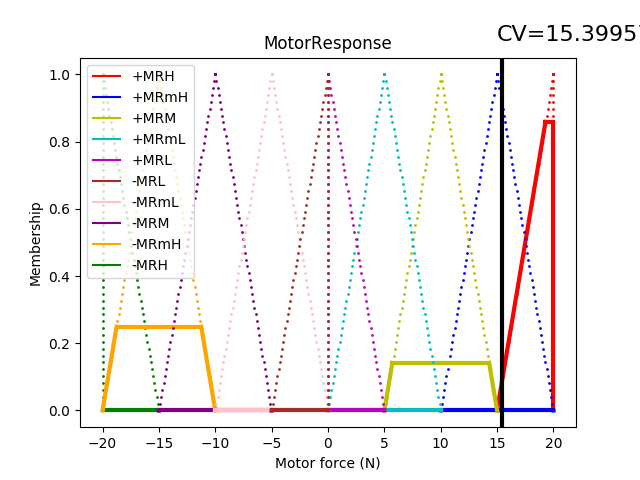 CV=15.3995
MotorResponse
Membership
1.0
0.8
0.6
0.4
0.2
0.0
+MRH
+MRmH
+MRM
+MRmL
+MRL
-MRL
-MRmL
-MRM
-MRmH
-MRH
−20 −15 −10 −5 0 5 10 15 20
Motor force (N)